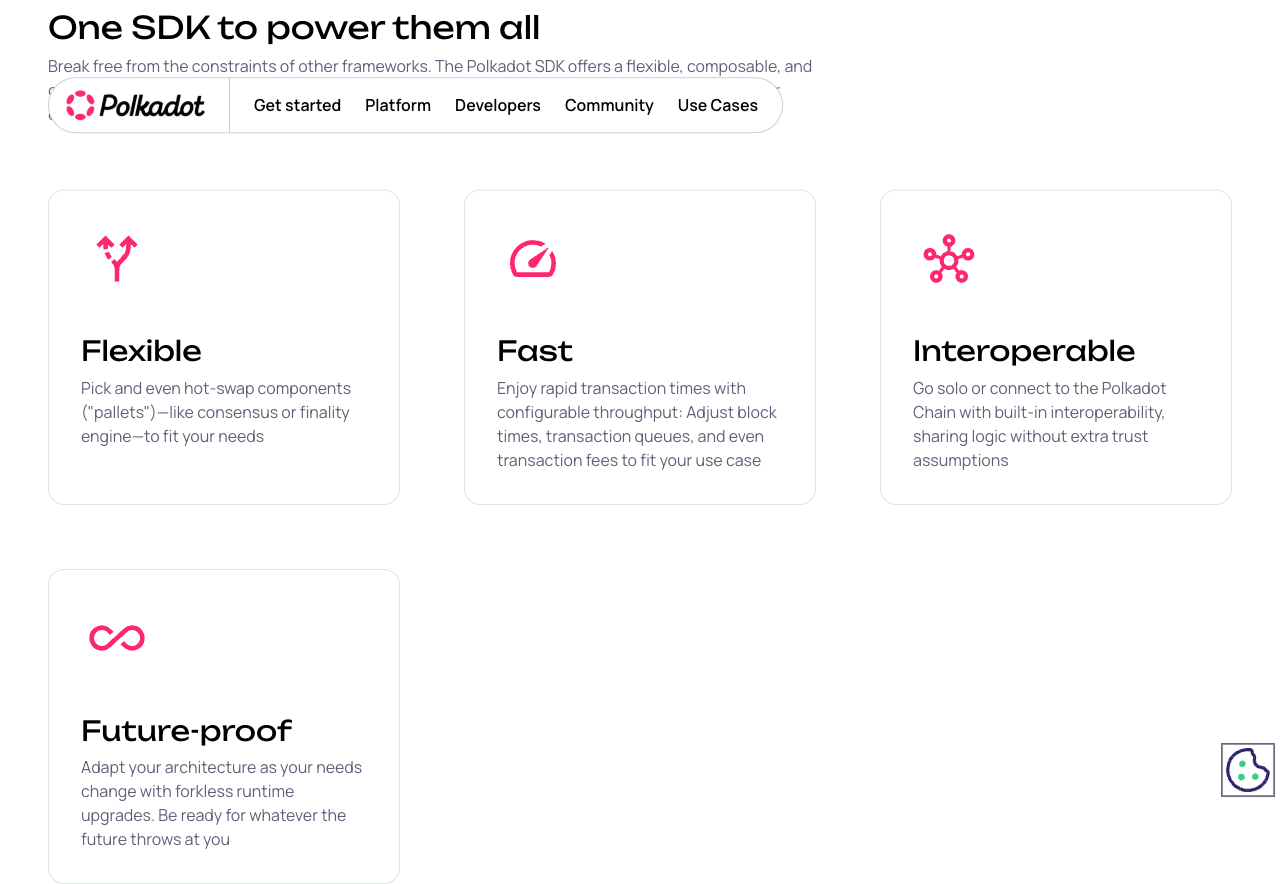 One SDK to power them all
Break free from the constraints of other frameworks. The Polkadot SDK offers a flexible, composable, and
Polkadot
Get started
Platform
Developers
Community
Use Cases
Flexible
Pick and even hot-swap components
("pallets")—like consensus or finality
engine—to fit your needs
Fast
Enjoy rapid transaction times with
configurable throughput: Adjust block
times, transaction queues, and even
transaction fees to fit your use case
Interoperable
Go solo or connect to the Polkadot
Chain with built-in interoperability,
sharing logic without extra trust
assumptions
Future-proof
Adapt your architecture as your needs
change with forkless runtime
upgrades. Be ready for whatever the
future throws at you